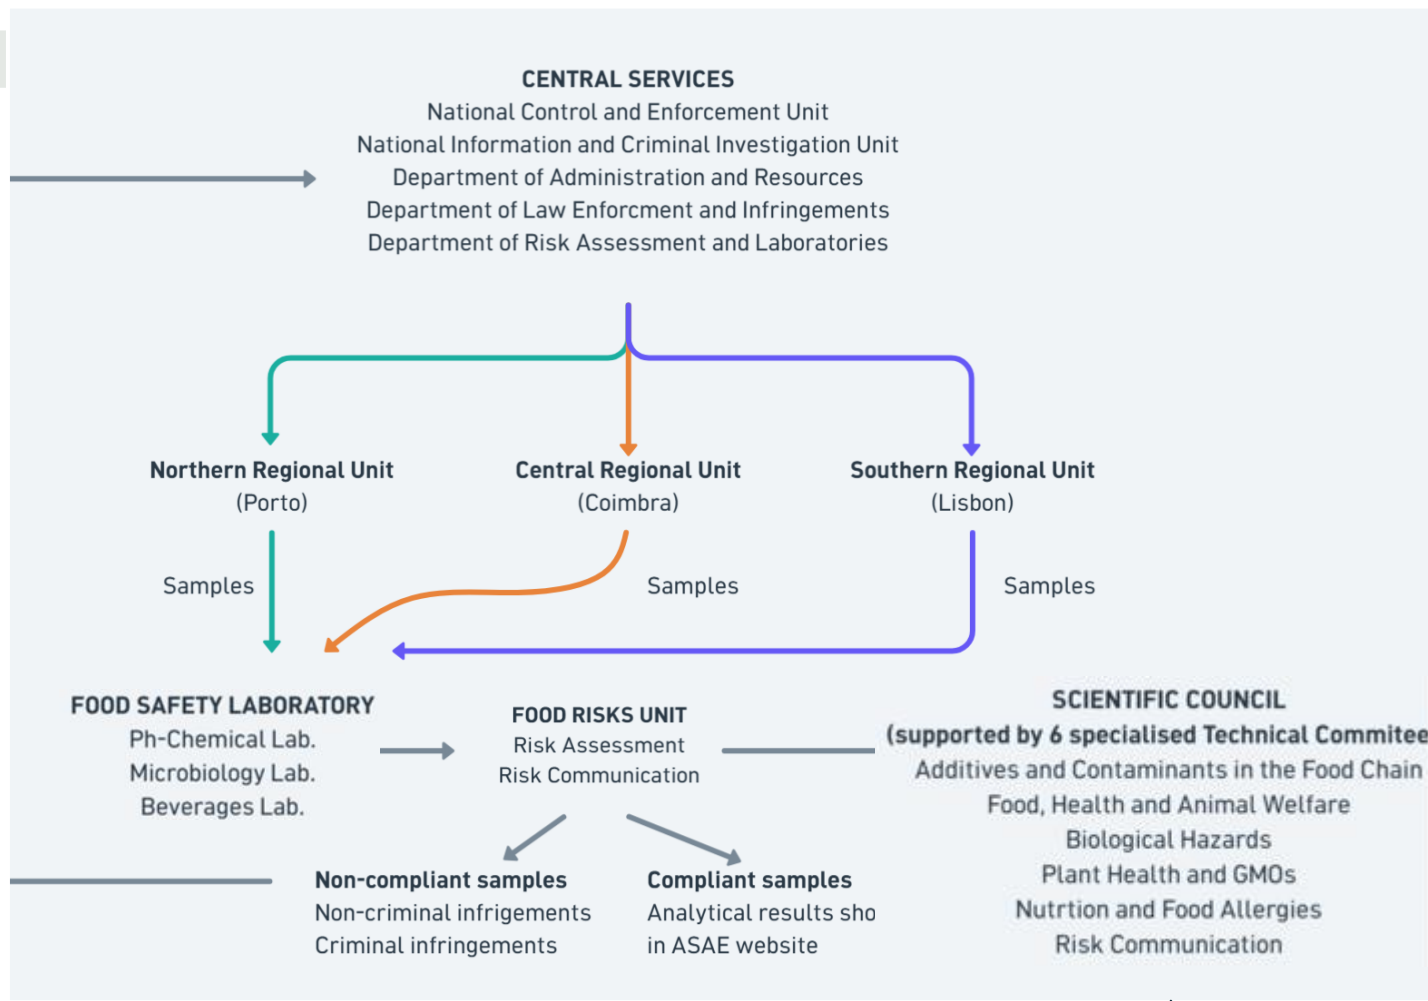 CENTRAL SERVICES
National Control and Enforcement Unit
National Information and Criminal Investigation Unit
Department of Administration and Resources
Department of Law Enforcment and Infringements
Department of Risk Assessment and Laboratories
Northern Regional Unit
(Porto)
Central Regional Unit
(Coimbra)
Southern Regional Unit
(Lisbon)
Samples
Samples
Samples
FOOD SAFETY LABORATORY
Ph-Chemical Lab.
Microbiology Lab.
Beverages Lab.
FOOD RISKS UNIT
Risk Assessment
Risk Communication
SCIENTIFIC COUNCIL
(supported by 6 specialised Technical Commitee
Additives and Contaminants in the Food Chain
Food, Health and Animal Welfare
Biological Hazards
Plant Health and GMOs
Nutrtion and Food Allergies
Risk Communication
Non-compliant samples
Non-criminal infrigements
Criminal infringements
Compliant samples
Analytical results sho
in ASAE website